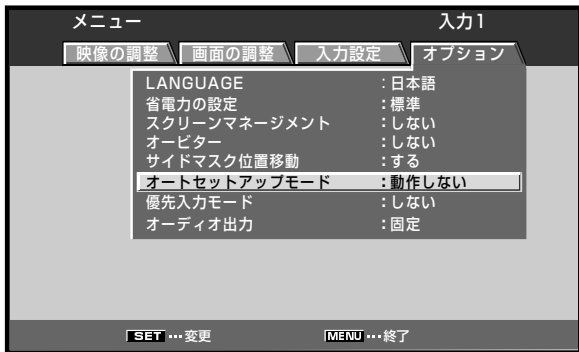 メニュー 入力1
映像の調整 画面の調整 入力設定 オプション
LANGUAGE :日本語
省電力の設定 :標準
スクリーンマネージメント :しない
オービター :しない
サイドマスク位置移動 :する
オートセットアップモード :動作しない
優先入力モード :しない
オーディオ出力 :固定
SET …変更 MENU …終了